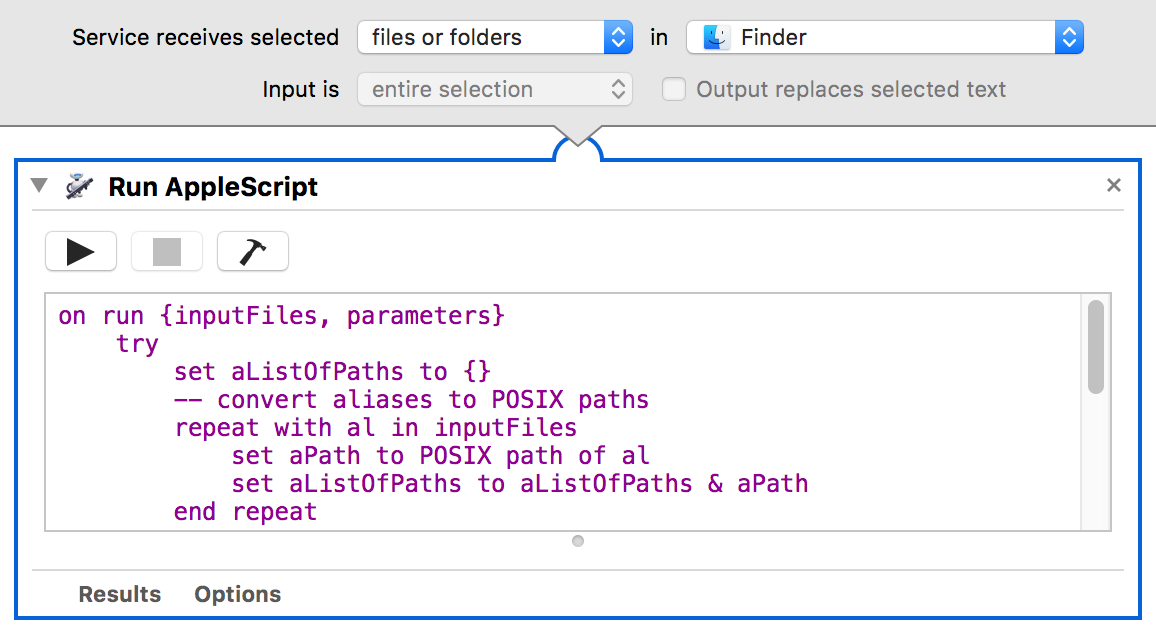 Service receives selected files or folders in Finder
Input is entire selection Output replaces selected text
Run AppleScript
on run {inputFiles, parameters}
try
set aListOfPaths to {}
-- convert aliases to POSIX paths
repeat with al in inputFiles
set aPath to POSIX path of al
set aListOfPaths to aListOfPaths & aPath
end repeat
Results Options